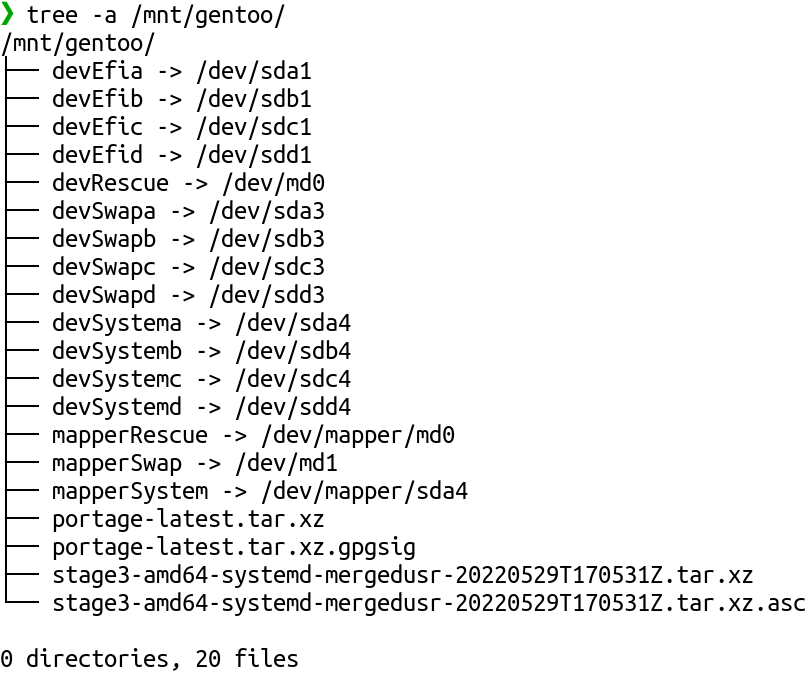 ❯ tree -a /mnt/gentoo/
/mnt/gentoo/
├── devEfia -> /dev/sda1
├── devEfib -> /dev/sdb1
├── devEfic -> /dev/sdc1
├── devEfid -> /dev/sdd1
├── devRescue -> /dev/md0
├── devSwapa -> /dev/sda3
├── devSwapb -> /dev/sdb3
├── devSwapc -> /dev/sdc3
├── devSwapd -> /dev/sdd3
├── devSystema -> /dev/sda4
├── devSystemb -> /dev/sdb4
├── devSystemc -> /dev/sdc4
├── devSystemd -> /dev/sdd4
├── mapperRescue -> /dev/mapper/md0
├── mapperSwap -> /dev/md1
├── mapperSystem -> /dev/mapper/sda4
├── portage-latest.tar.xz
├── portage-latest.tar.xz.gpgsig
├── stage3-amd64-systemd-mergedusr-20220529T170531Z.tar.xz
└── stage3-amd64-systemd-mergedusr-20220529T170531Z.tar.xz.asc
0 directories, 20 files